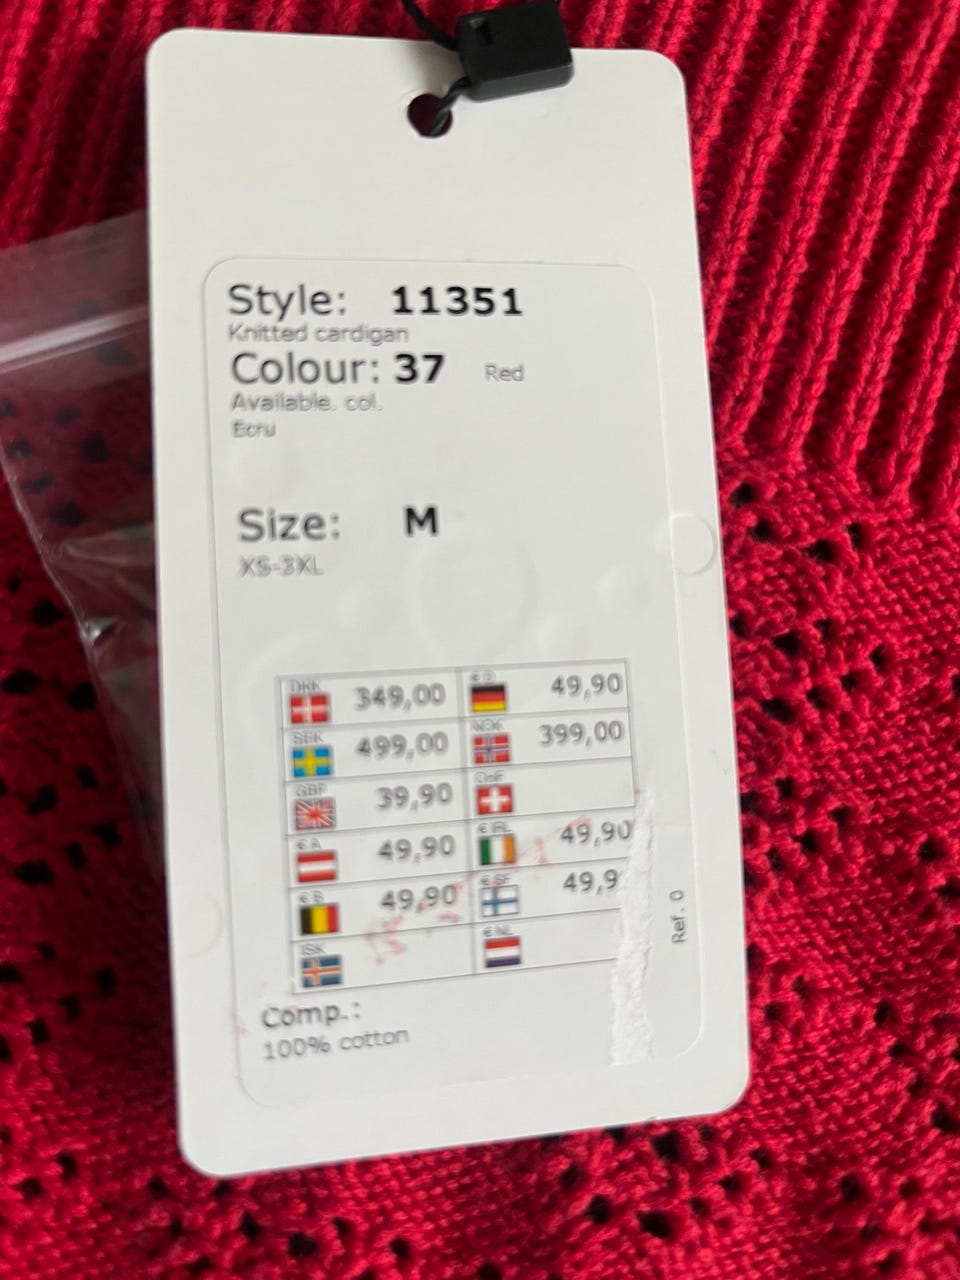 Style: 11351
Knitted cardigan
Colour: 37 Red
Available. col.
Ecru
Size: M
XS-3XL
DKK 349,00 € D 49,90
SEK 499,00 NOK 399,00
GBP 39,90 CHF
€ A 49,90 € IRL 49,90
€ B 49,90 € SF 49,9
ISK € NL
Ref. 0
Comp.:
100% cotton